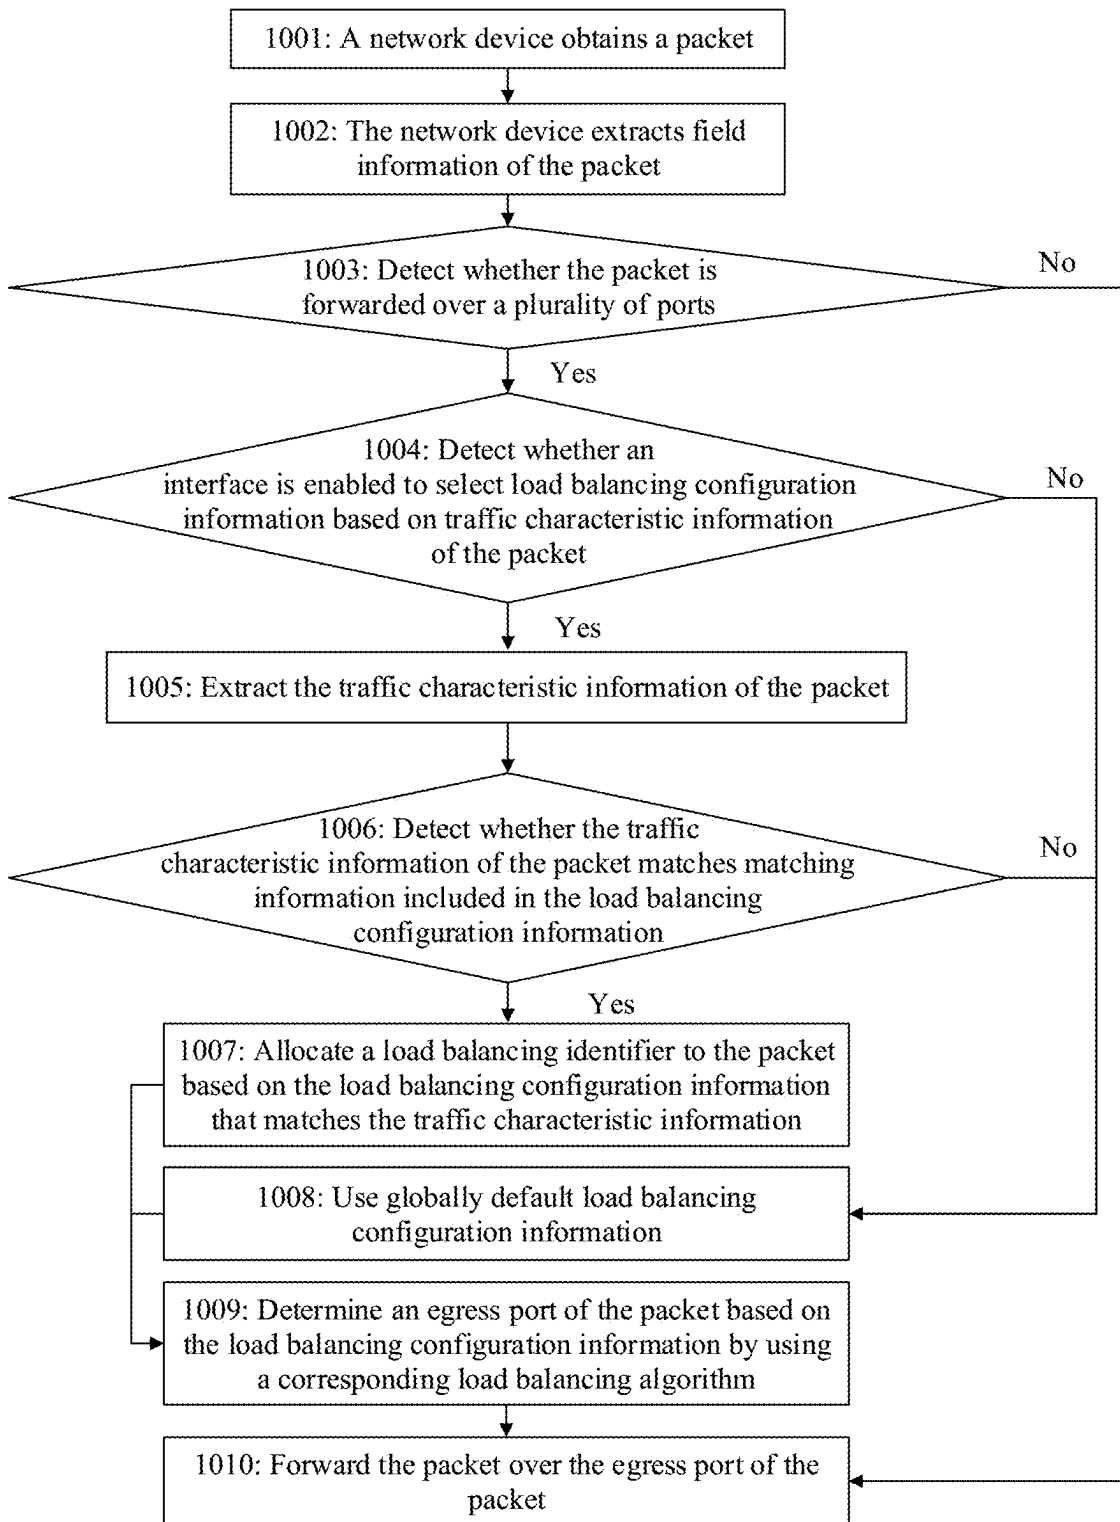 1001: A network device obtains a packet
1002: The network device extracts field
information of the packet
1003: Detect whether the packet is
forwarded over a plurality of ports
No
Yes
1004: Detect whether an
interface is enabled to select load balancing configuration
information based on traffic characteristic information
of the packet
No
Yes
1005: Extract the traffic characteristic information of the packet
1006: Detect whether the traffic
characteristic information of the packet matches matching
information included in the load balancing
configuration information
No
Yes
1007: Allocate a load balancing identifier to the packet
based on the load balancing configuration information
that matches the traffic characteristic information
1008: Use globally default load balancing
configuration information
1009: Determine an egress port of the packet based on
the load balancing configuration information by using
a corresponding load balancing algorithm
1010: Forward the packet over the egress port of the
packet